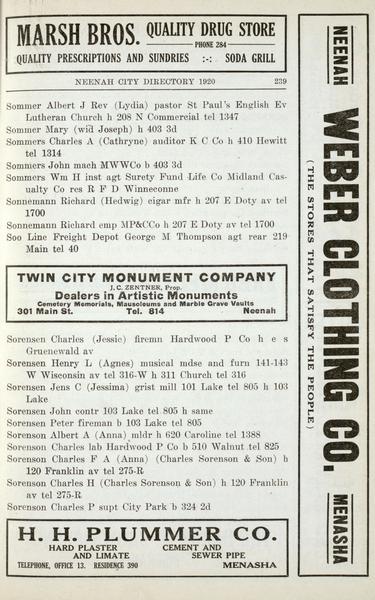 MARSH BROS. QUALITY DRUG STORE
PHONE 284
QUALITY PRESCRIPTIONS AND SUNDRIES :-: SODA GRILL
NEENAH CITY DIRECTORY 1920 239
Sommer Albert J Rev (Lydia) pastor St Paul's English Ev
Lutheran Church h 208 N Commercial tel 1347
Sommer Mary (wid Joseph) h 403 3d
Sommers Charles A (Cathryne) auditor K C Co h 410 Hewitt
tel 1314
Sommers John mach MWWCo b 403 3d
Sommers Wm H inst agt Surety Fund Life Co Midland Cas-
ualty Co res R F D Winneconne
Sonnemann Richard (Hedwig) cigar mfr h 207 E Doty av tel
1700
Sonnemann Richard emp MP&CCo h 207 E Doty av tel 1700
Soo Line Freight Depot George M Thompson agt rear 219
Main tel 40
TWIN CITY MONUMENT COMPANY
J. C. ZENTNER, Prop.
Dealers in Artistic Monuments
Cemetery Memorials, Mausoleums and Marble Grave Vaults
301 Main St. Tel. 814 Neenah
Sorensen Charles (Jessie) firemn Hardwood P Co h e s
Gruenewald av
Sorensen Henry L (Agnes) musical mdse and furn 141-143
W Wisconsin av tel 316-W h 311 Church tel 316
Sorensen Jens C (Jessima) grist mill 101 Lake tel 805 h 103
Lake
Sorensen John contr 103 Lake tel 805 h same
Sorensen Peter fireman b 103 Lake tel 805
Sorenson Albert A (Anna) mldr h 620 Caroline tel 1388
Sorenson Charles lab Hardwood P Co b 510 Walnut tel 825
Sorenson Charles F A (Anna) (Charles Sorenson & Son) h
120 Franklin av tel 275-R
Sorenson Charles H (Charles Sorenson & Son) h 120 Franklin
av tel 275-R
Sorenson Charles P supt City Park b 324 2d
H. H. PLUMMER CO.
HARD PLASTER CEMENT AND
AND LIMATE SEWER PIPE
TELEPHONE, OFFICE 13. RESIDENCE 390 MENASHA
NEENAH WEBER CLOTHING CO. MENASHA
(THE STORES THAT SATISFY THE PEOPLE)